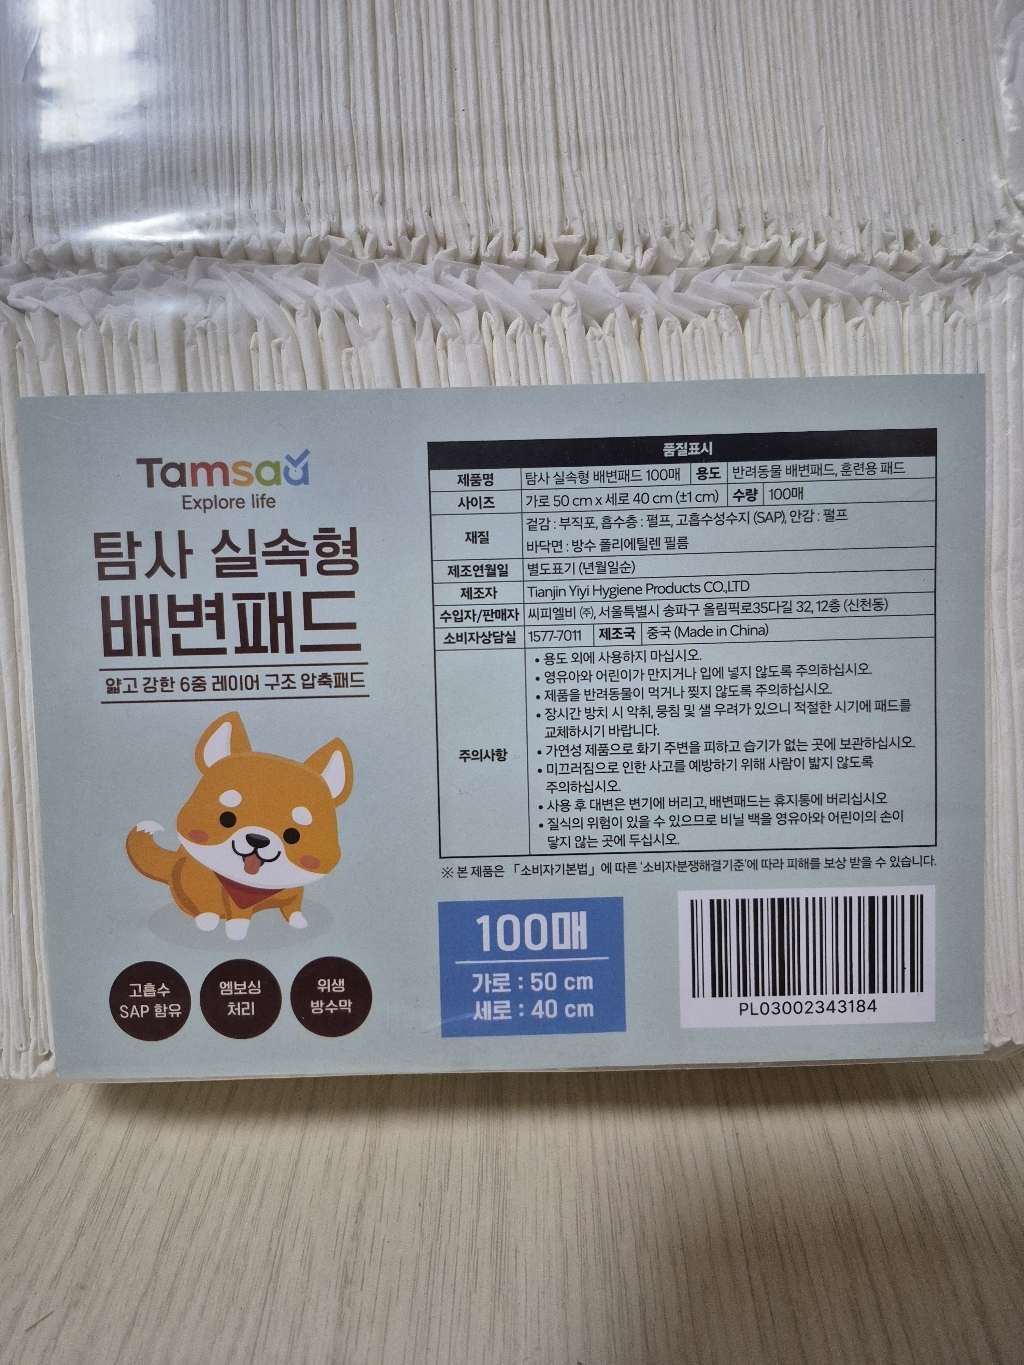 Tamsaa
Explore life
탐사 실속형
배변패드
얇고 강한 6중 레이어 구조 압축패드
고흡수
SAP 함유
엠보싱
처리
위생
방수막
품질표시
제품명 탐사 실속형 배변패드 100매 용도 반려동물 배변패드, 훈련용 패드
사이즈 가로 50 cm x 세로 40 cm (±1 cm) 수량 100매
재질 겉감 : 부직포, 흡수층 : 펄프, 고흡수성수지 (SAP), 안감 : 펄프
바닥면 : 방수 폴리에틸렌 필름
제조연월일 별도표기 (년월일순)
제조자 Tianjin Yiyi Hygiene Products CO.,LTD
수입자/판매자 씨피엘비 ㈜, 서울특별시 송파구 올림픽로35다길 32, 12층 (신천동)
소비자상담실 1577-7011 제조국 중국 (Made in China)
주의사항
• 용도 외에 사용하지 마십시오.
• 영유아와 어린이가 만지거나 입에 넣지 않도록 주의하십시오.
• 제품을 반려동물이 먹거나 찢지 않도록 주의하십시오.
• 장시간 방치 시 악취, 뭉침 및 샐 우려가 있으니 적절한 시기에 패드를
교체하시기 바랍니다.
• 가연성 제품으로 화기 주변을 피하고 습기가 없는 곳에 보관하십시오.
• 미끄러짐으로 인한 사고를 예방하기 위해 사람이 밟지 않도록
주의하십시오.
• 사용 후 대변은 변기에 버리고, 배변패드는 휴지통에 버리십시오
• 질식의 위험이 있을 수 있으므로 비닐 백을 영유아와 어린이의 손이
닿지 않는 곳에 두십시오.
※ 본 제품은 「소비자기본법」에 따른 '소비자분쟁해결기준'에 따라 피해를 보상 받을 수 있습니다.
100매
가로 : 50 cm
세로 : 40 cm
PL03002343184